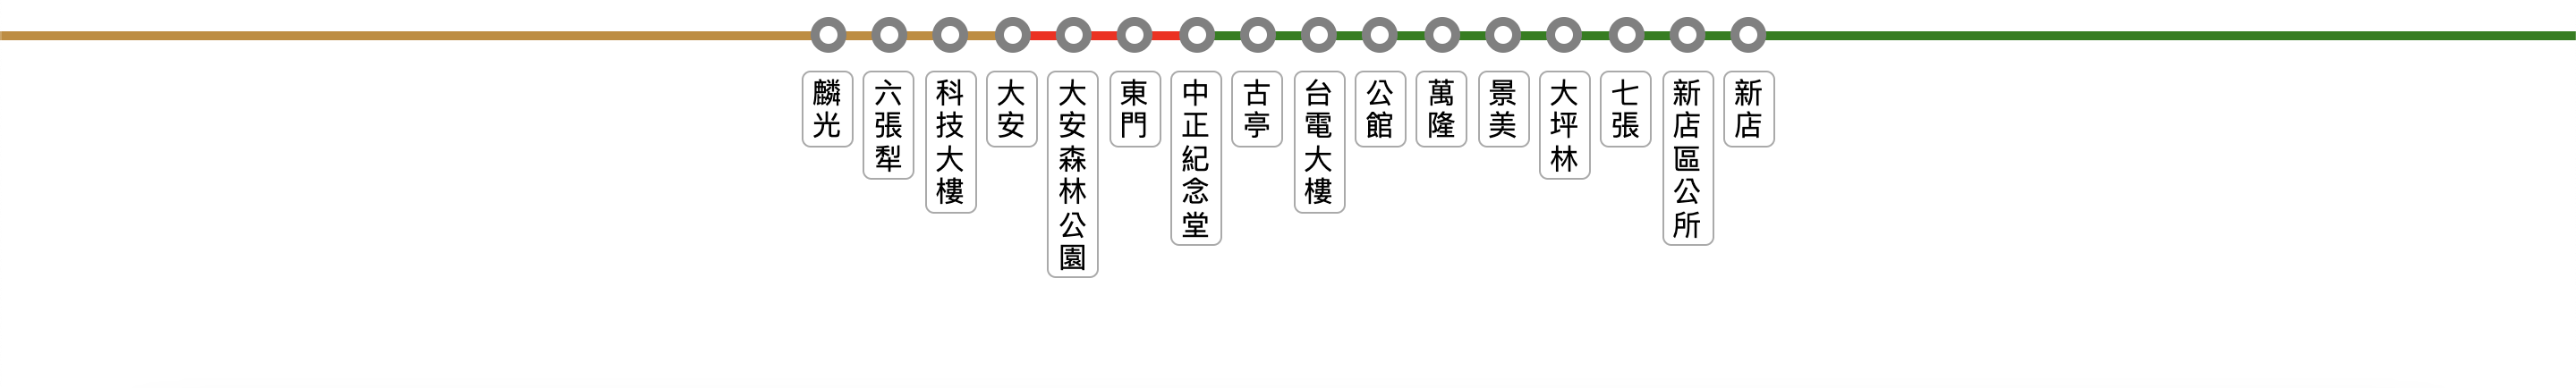 麟光
六張犁
科技大樓
大安
大安森林公園
東門
中正紀念堂
古亭
台電大樓
公館
萬隆
景美
大坪林
七張
新店區公所
新店